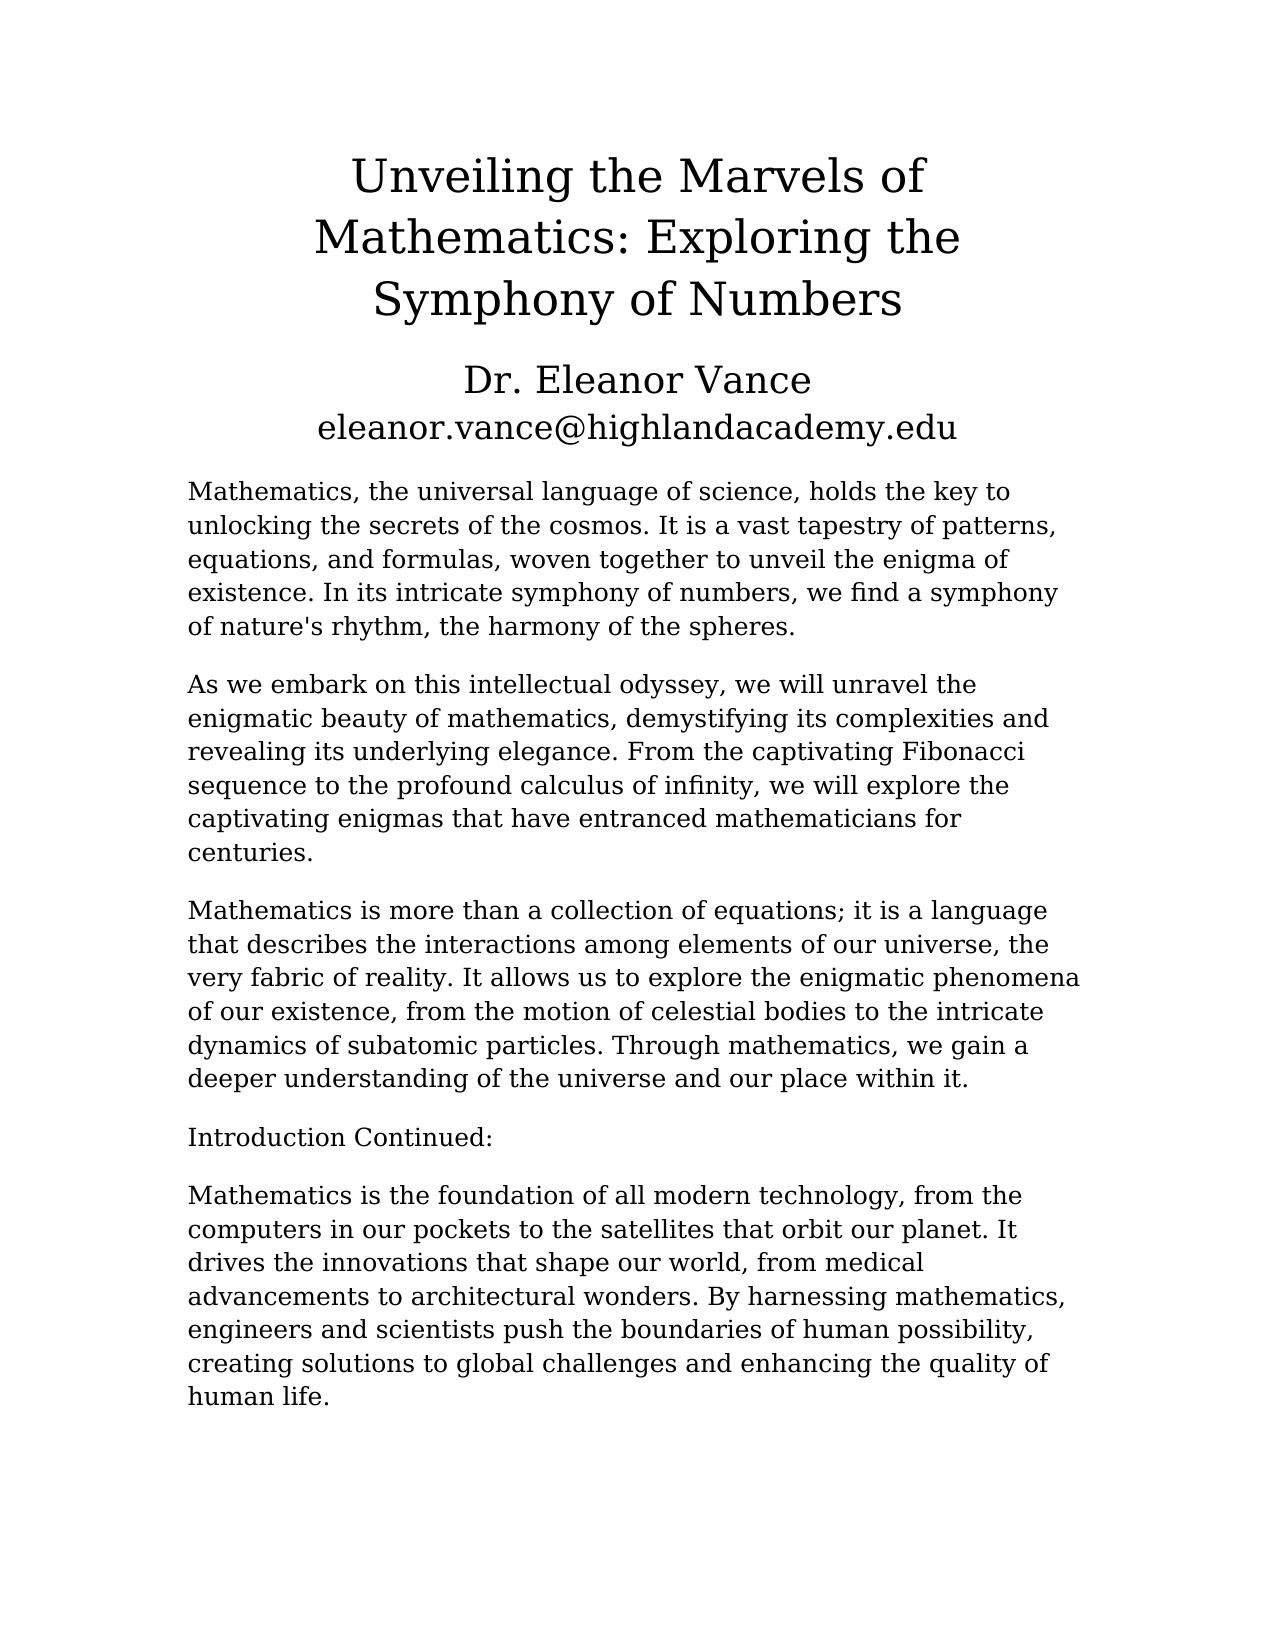 Unveiling the Marvels of
Mathematics: Exploring the
Symphony of Numbers
Dr. Eleanor Vance
eleanor.vance@highlandacademy.edu
Mathematics, the universal language of science, holds the key to
unlocking the secrets of the cosmos. It is a vast tapestry of patterns,
equations, and formulas, woven together to unveil the enigma of
existence. In its intricate symphony of numbers, we find a symphony
of nature's rhythm, the harmony of the spheres.
As we embark on this intellectual odyssey, we will unravel the
enigmatic beauty of mathematics, demystifying its complexities and
revealing its underlying elegance. From the captivating Fibonacci
sequence to the profound calculus of infinity, we will explore the
captivating enigmas that have entranced mathematicians for
centuries.
Mathematics is more than a collection of equations; it is a language
that describes the interactions among elements of our universe, the
very fabric of reality. It allows us to explore the enigmatic phenomena
of our existence, from the motion of celestial bodies to the intricate
dynamics of subatomic particles. Through mathematics, we gain a
deeper understanding of the universe and our place within it.
Introduction Continued:
Mathematics is the foundation of all modern technology, from the
computers in our pockets to the satellites that orbit our planet. It
drives the innovations that shape our world, from medical
advancements to architectural wonders. By harnessing mathematics,
engineers and scientists push the boundaries of human possibility,
creating solutions to global challenges and enhancing the quality of
human life.